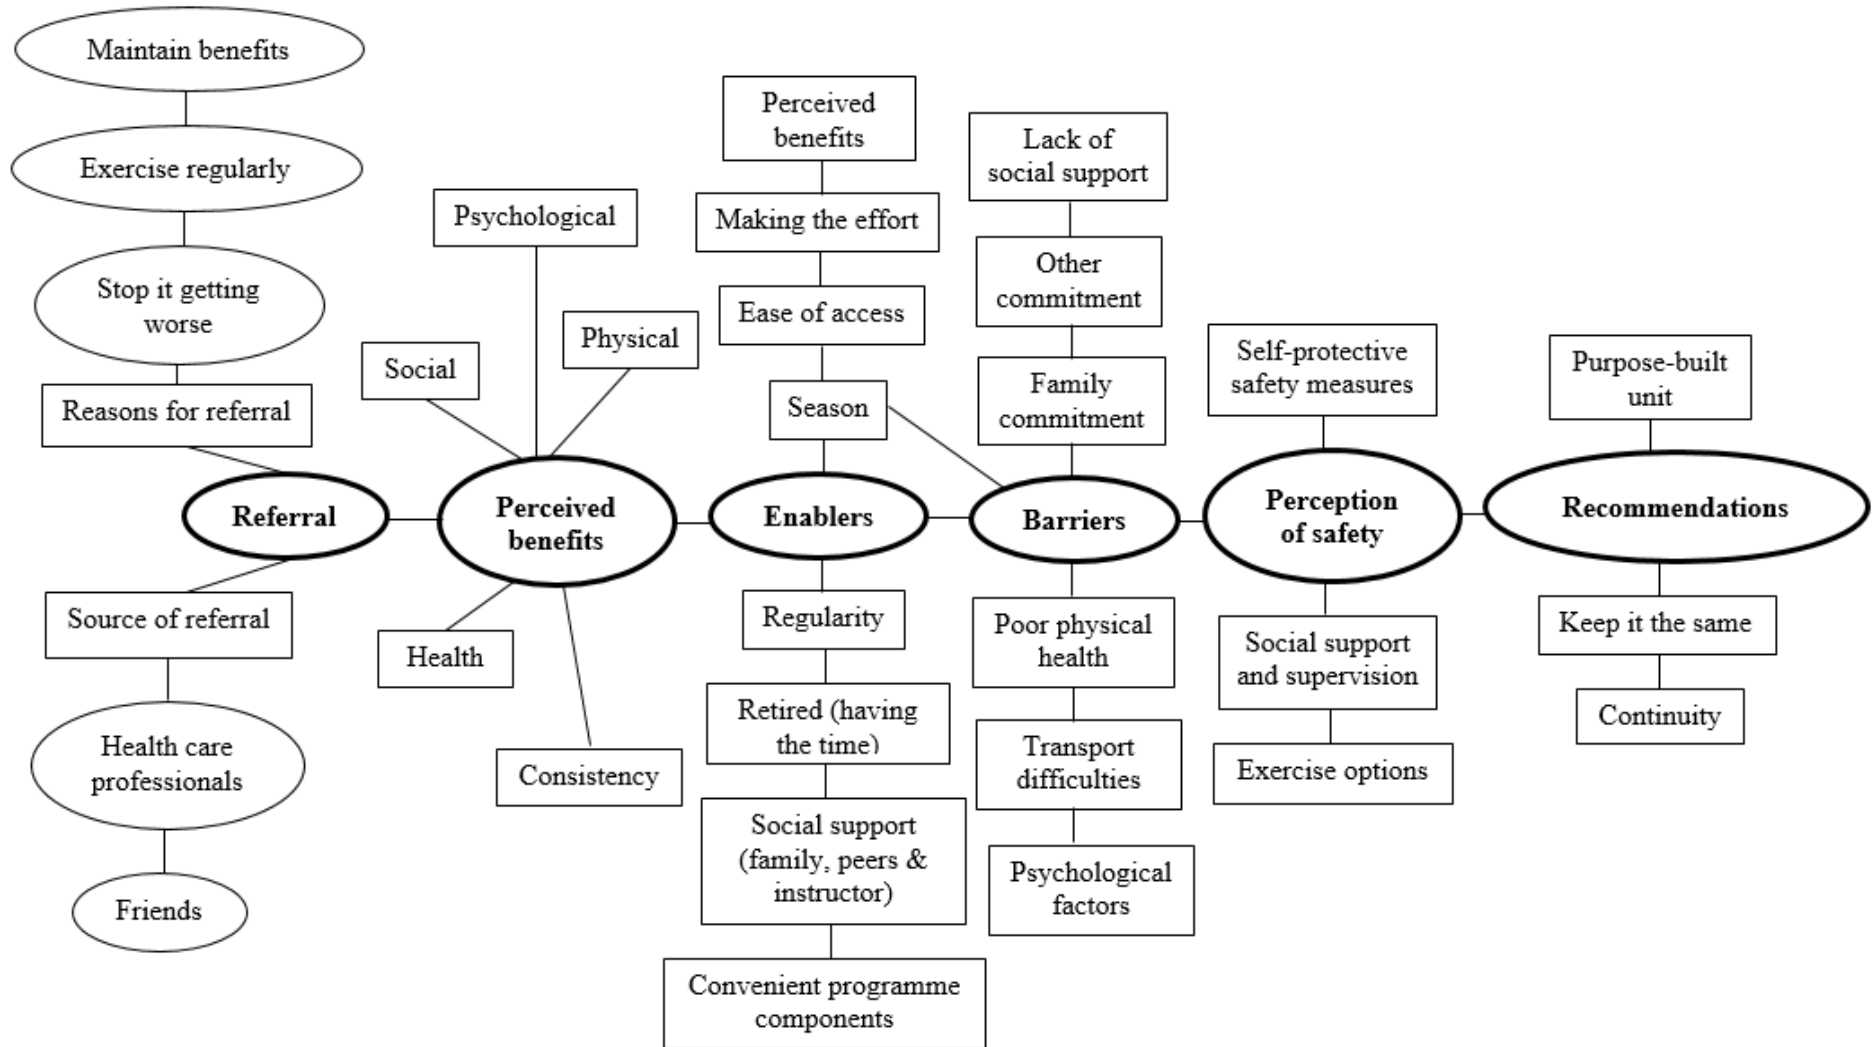 Maintain benefits
Exercise regularly
Stop it getting
worse
Reasons for referral
Referral
Source of referral
Health care
professionals
Friends
Psychological
Social
Physical
Perceived
benefits
Health
Consistency
Perceived
benefits
Making the effort
Ease of access
Season
Enablers
Regularity
Retired (having
the time)
Social support
(family, peers &
instructor)
Convenient programme
components
Lack of
social support
Other
commitment
Family
commitment
Barriers
Poor physical
health
Transport
difficulties
Psychological
factors
Self-protective
safety measures
Perception
of safety
Social support
and supervision
Exercise options
Purpose-built
unit
Recommendations
Keep it the same
Continuity